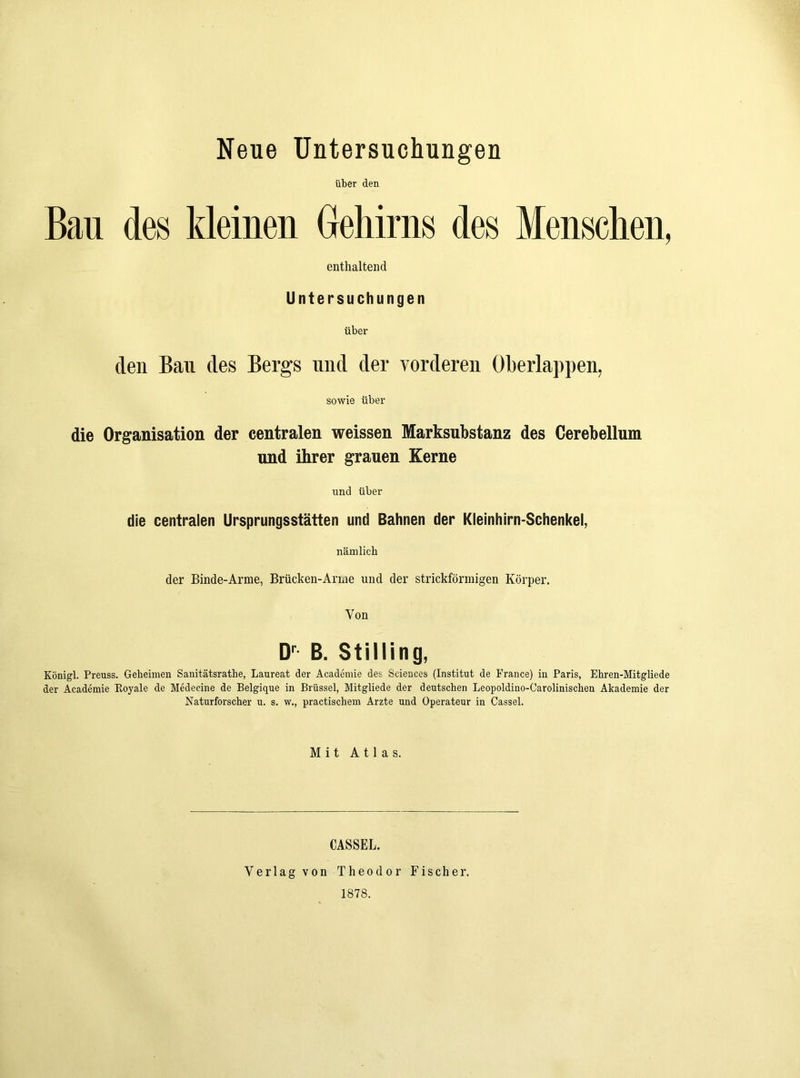 Neue Untersuchungen
über den
Bau des kleinen Gehirns des Menschen,
enthaltend
Untersuchungen
über
den Bau des Bergs und der vorderen Oberlappen,
sowie über
die Organisation der centralen weissen Marksubstanz des Cerebellum
und ihrer grauen Kerne
und über
die centralen Ursprungsstätten und Bahnen der Kleinhirn-Schenkel,
nämlich
der Binde-Arme, Brücken-Arme und der strickförmigen Körper.
Von
Dr. B. Stilling,
Königl. Preuss. Geheimen Sanitätsrathe, Laureat der Académie des Sciences (Institut de France) in Paris, Ehren-Mitgliede
der Académie Royale de Médecine de Belgique in Brüssel, Mitgliede der deutschen Leopoldino-Carolinischen Akademie der
Naturforscher u. s. w., practischem Arzte und Operateur in Cassel.
Mit Atlas.
CASSEL.
Verlag von Theodor Fischer.
1878.